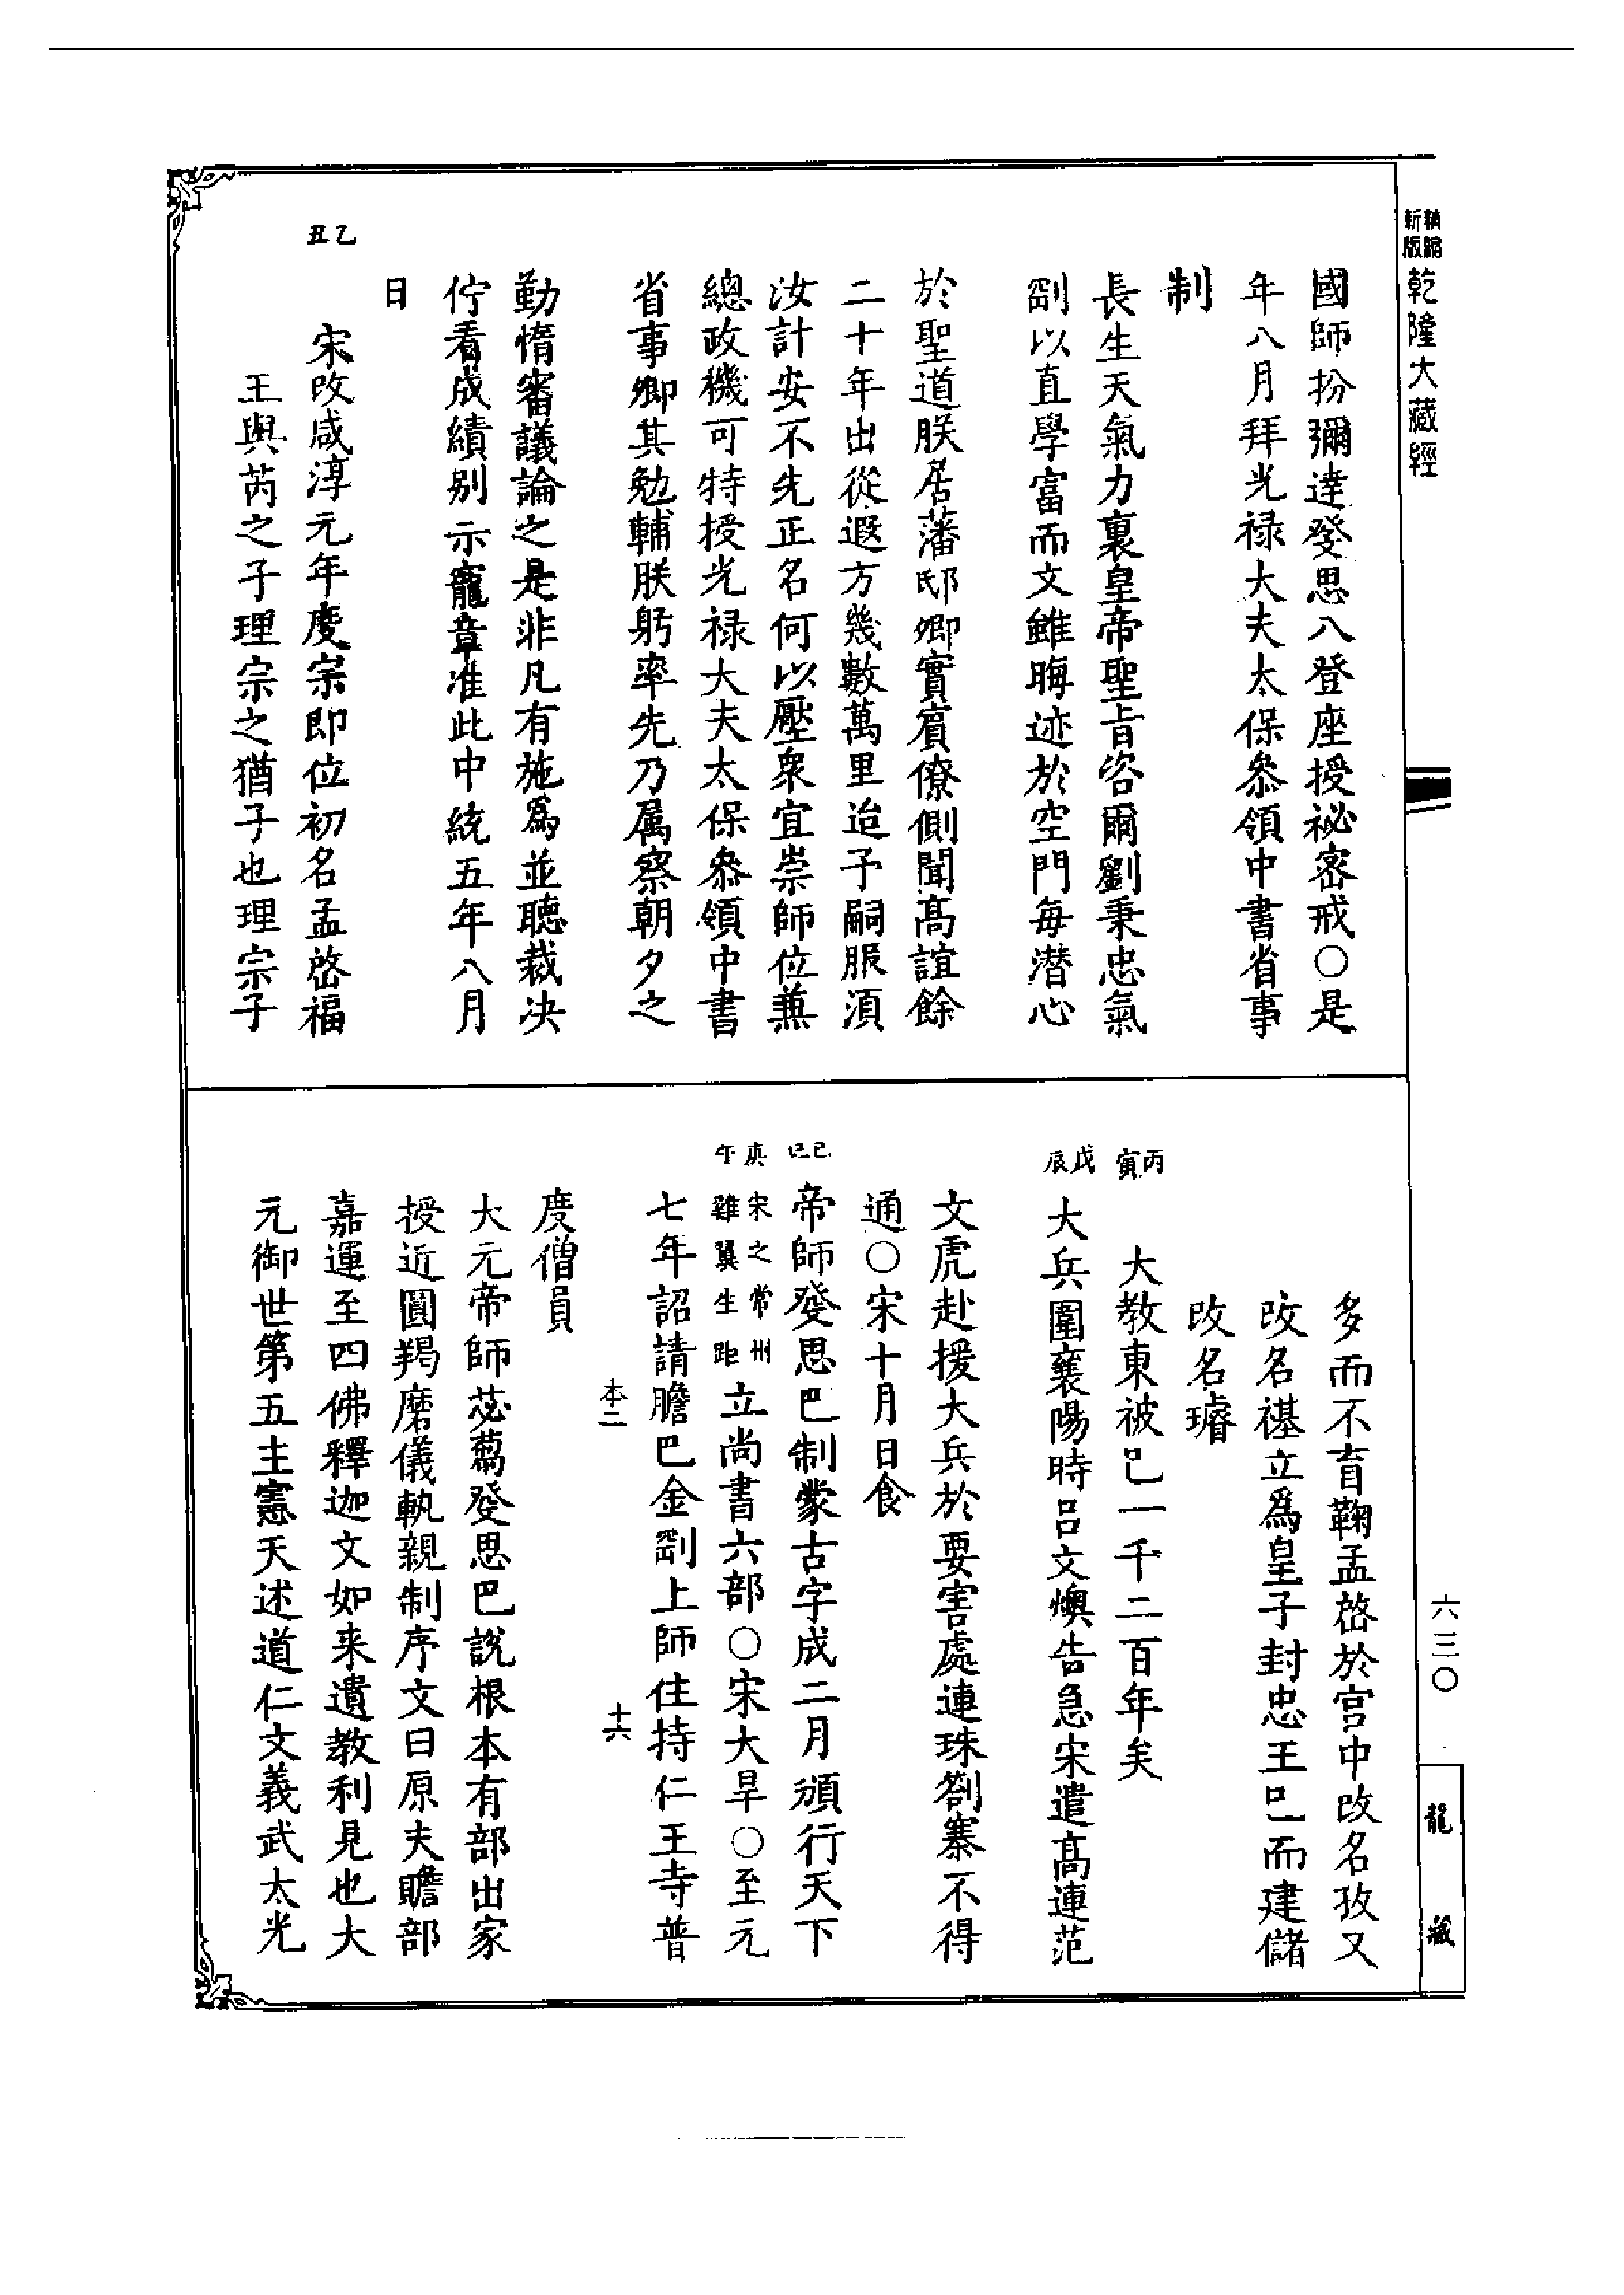 精縮新版
乾隆大藏經
國師扮彌達發思八登座授祕密戒○是
年八月拜光祿大夫太保叅領中書省事
制
長生天氣力裏皇帝聖旨咨爾劉秉忠氣
剛以直學富而文雖晦迹於空門每潛心
於聖道朕居藩邸卿實賓僚側聞高誼餘
二十年出從遐方幾數萬里迨予嗣服須
汝計安不先正名何以壓衆宜崇師位兼
總政機可特授光祿大夫太保叅領中書
省事卿其勉輔朕躬率先乃属察朝夕之
勤惰審議論之是非凡有施為並聽裁决
佇看成績别示寵章准此中統五年八月
日
乙丑
宋改咸淳元年度宗即位初名孟啓福
王與芮之子理宗之猶子也理宗子
多而不育鞠孟啓於宫中改名孜又
改名禥立爲皇子封忠王已而建儲
改名璿
丙寅
大教東被已一千二百年矣
戊辰
大兵圍襄陽時吕文煥告急宋遣高連范
文虎赴援大兵於要害處連珠劄寨不得
通○宋十月日食
己巳
帝師發思巴制蒙古字成二月頒行天下
庚午
宋之常州雞翼生距立尚書六部○宋大旱○至元
七年詔請膽巴金剛上師住持仁王寺普
本二
十六
度僧員
大元帝師苾蒭發思巴說根本有部出家
授近圓羯磨儀軌親制序文曰原夫贍部
嘉運至四佛釋迦文如来遺教利見也大
元御世第五主憲天述道仁文義武太光
六三○
龍藏